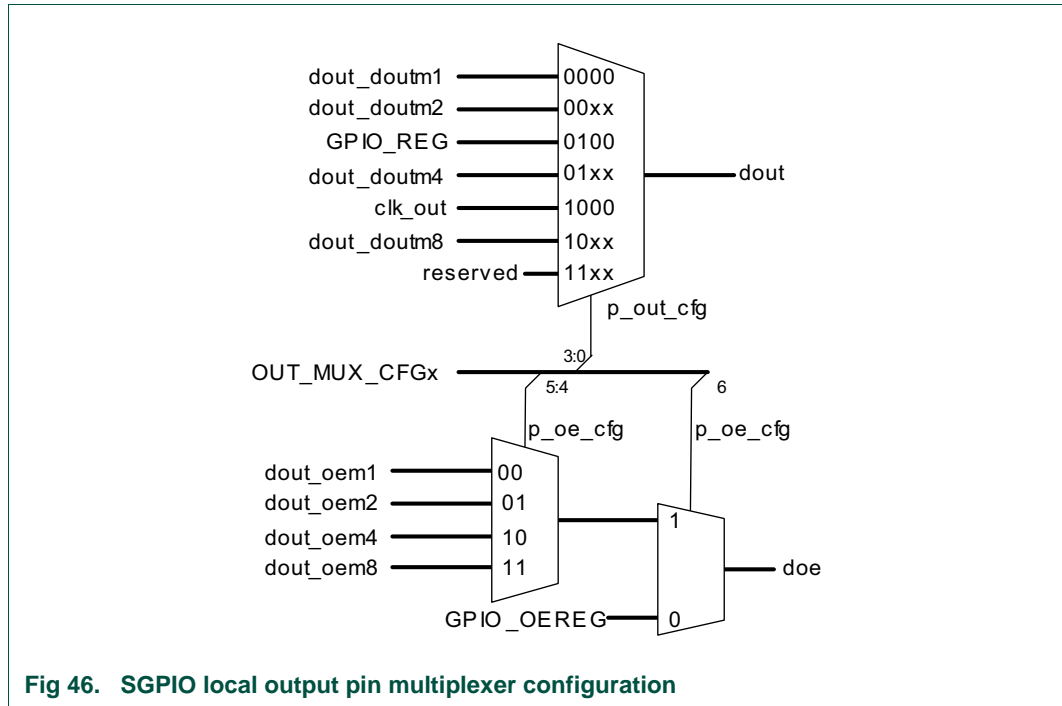 dout_doutm1 0000
dout_doutm2 00xx
GPIO_REG 0100
dout_doutm4 01xx dout
clk_out 1000
dout_doutm8 10xx
reserved 11xx
p_out_cfg
3:0
OUT_MUX_CFGx
5:4 6
p_oe_cfg p_oe_cfg
dout_oem1 00
dout_oem2 01
dout_oem4 10 1
dout_oem8 11 doe
GPIO_OEREG 0
Fig 46. SGPIO local output pin multiplexer configuration